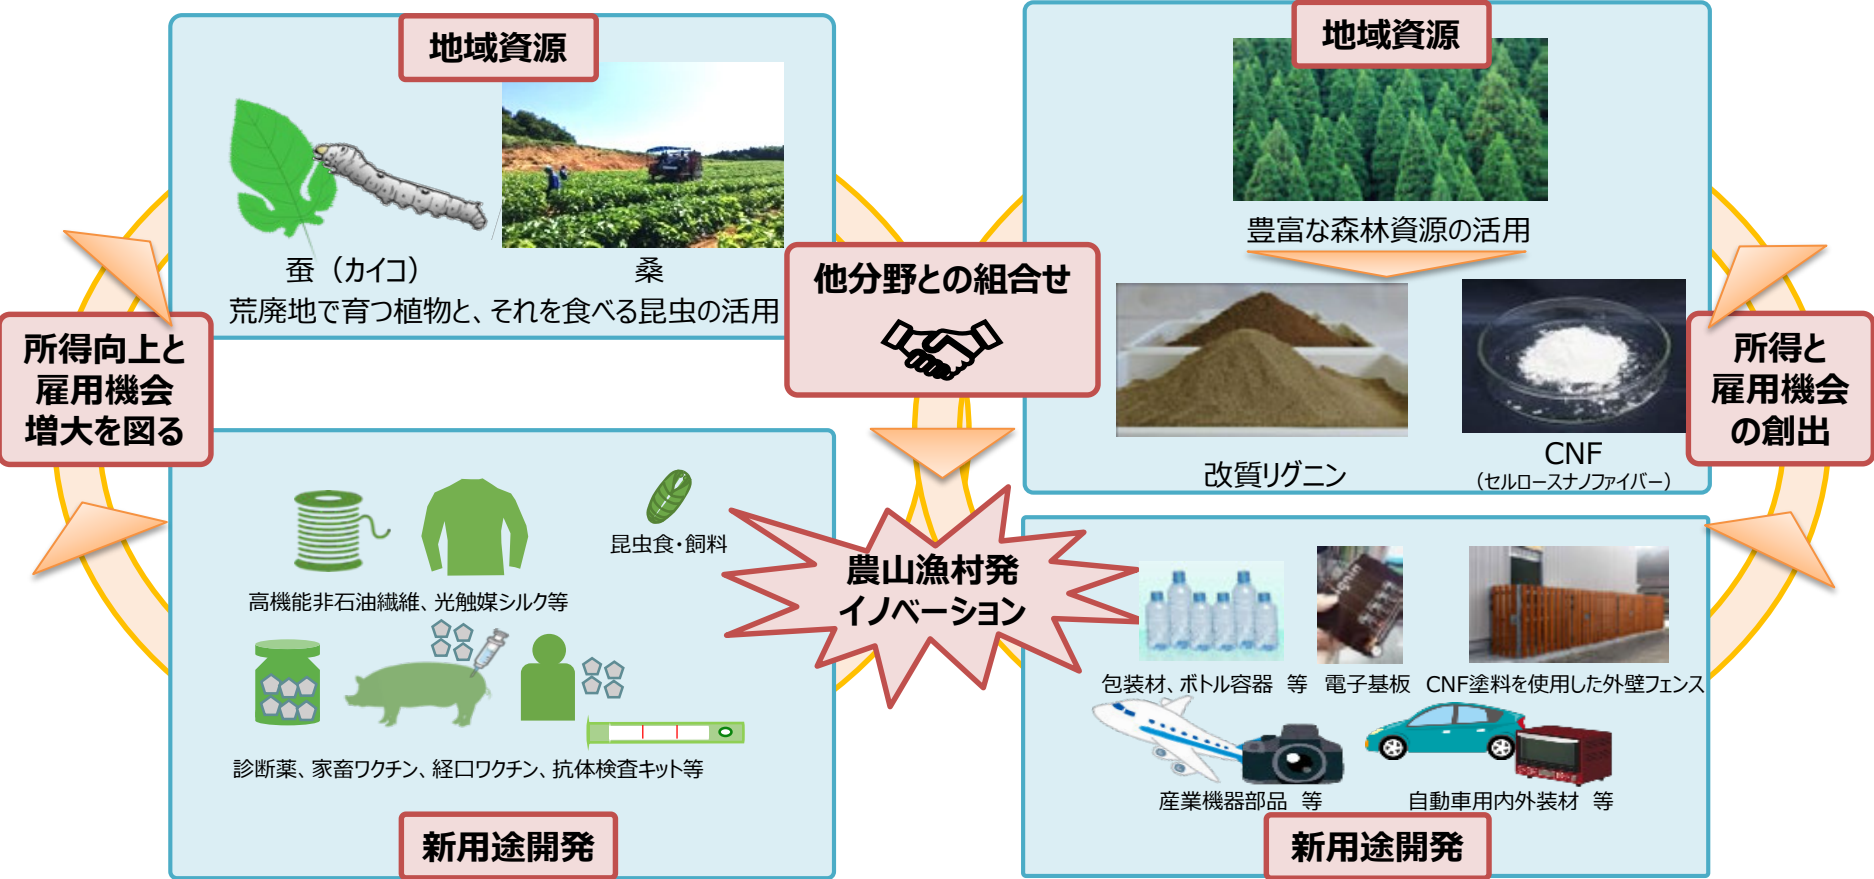 地域資源
蚕（カイコ）
桑
荒廃地で育つ植物と、それを食べる昆虫の活用
所得向上と
雇用機会
増大を図る
高機能非石油繊維、光触媒シルク等
昆虫食・飼料
診断薬、家畜ワクチン、経口ワクチン、抗体検査キット等
新用途開発
他分野との組合せ
農山漁村発
イノベーション
地域資源
豊富な森林資源の活用
改質リグニン
CNF
（セルロースナノファイバー）
所得と
雇用機会
の創出
包装材、ボトル容器　等
電子基板
CNF塗料を使用した外壁フェンス
産業機器部品　等
自動車用内外装材　等
新用途開発